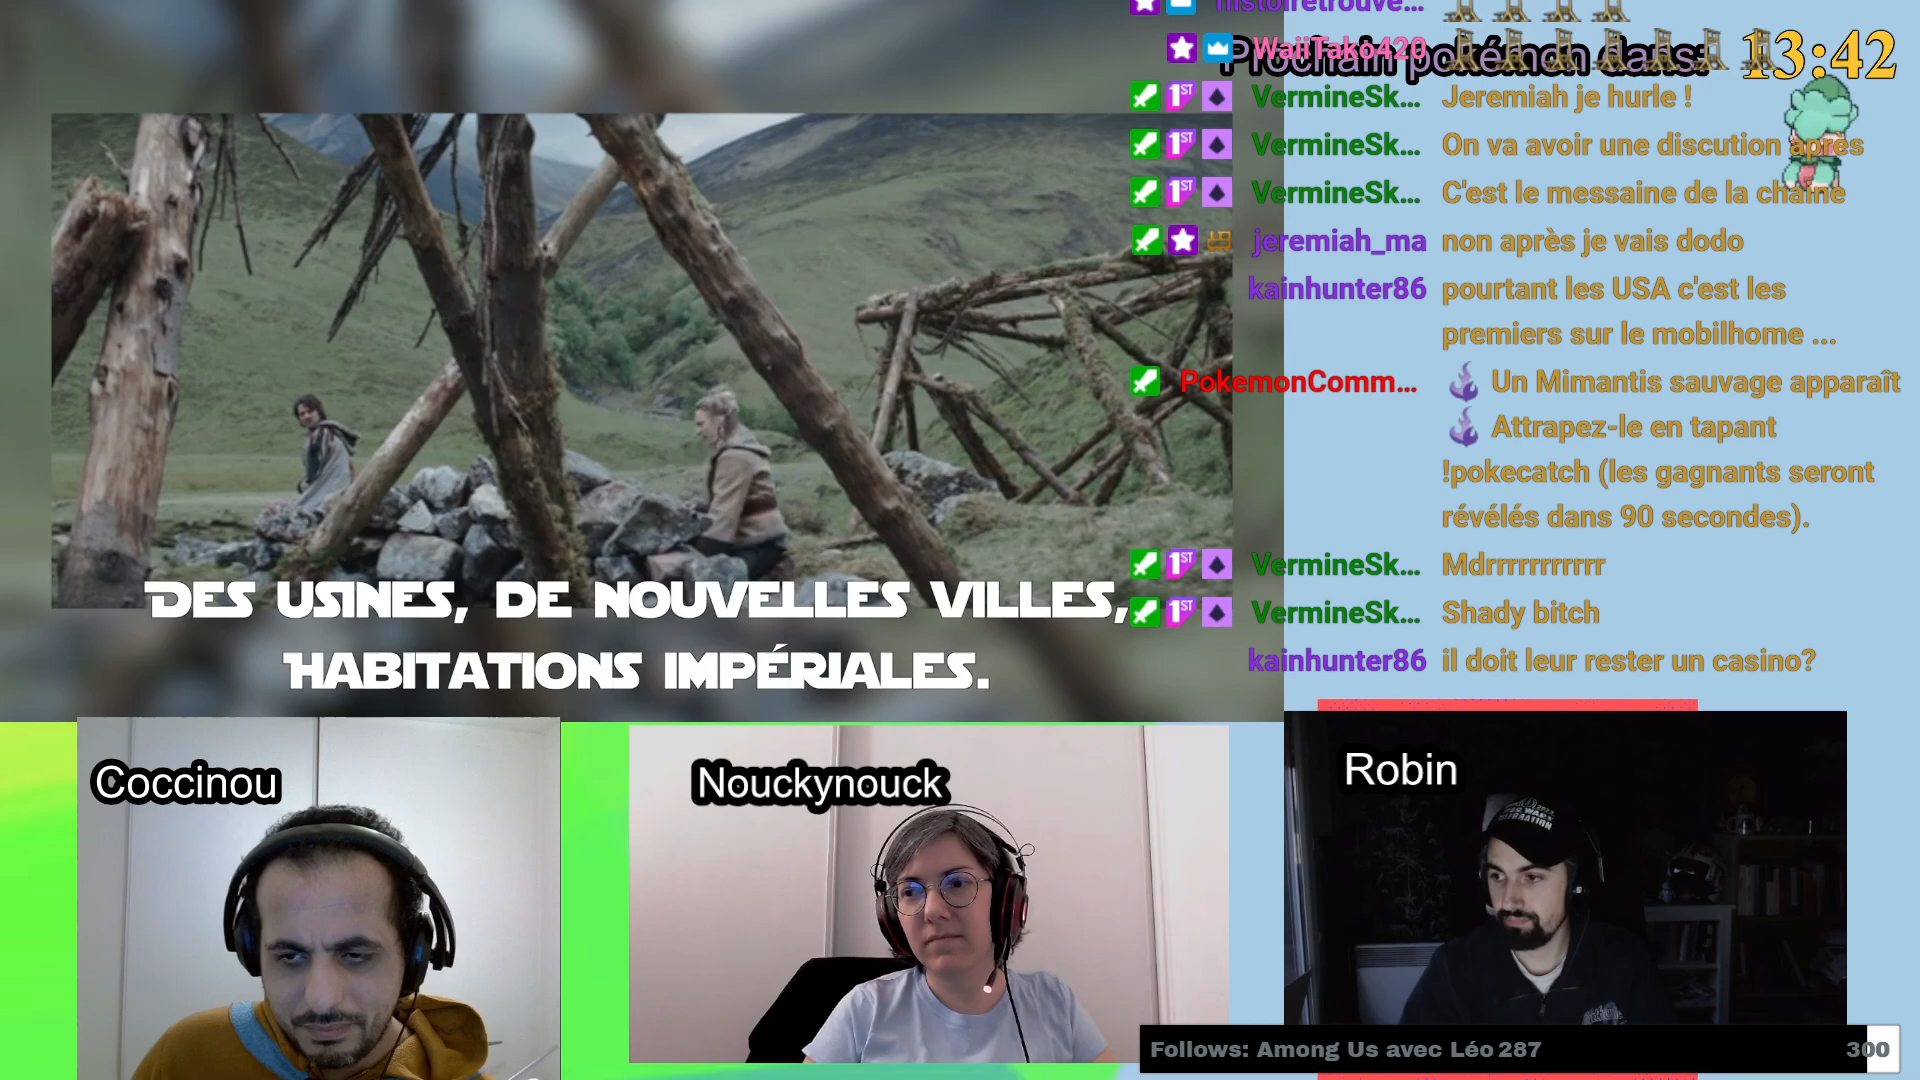 histoiretrouve...
WaiiTako420
Prochain pokémon dans: 13:42
VermineSk... Jeremiah je hurle !
VermineSk... On va avoir une discution après
VermineSk... C'est le messaine de la chaîne
jeremiah_ma non après je vais dodo
kainhunter86 pourtant les USA c'est les
premiers sur le mobilhome ...
PokemonComm... Un Mimantis sauvage apparaît
Attrapez-le en tapant
!pokecatch (les gagnants seront
révélés dans 90 secondes).
VermineSk... Mdrrrrrrrrrrr
VermineSk... Shady bitch
kainhunter86 il doit leur rester un casino?
DES USINES, DE NOUVELLES VILLES,
HABITATIONS IMPÉRIALES.
Coccinou
Nouckynouck
Robin
Follows: Among Us avec Léo 287 300